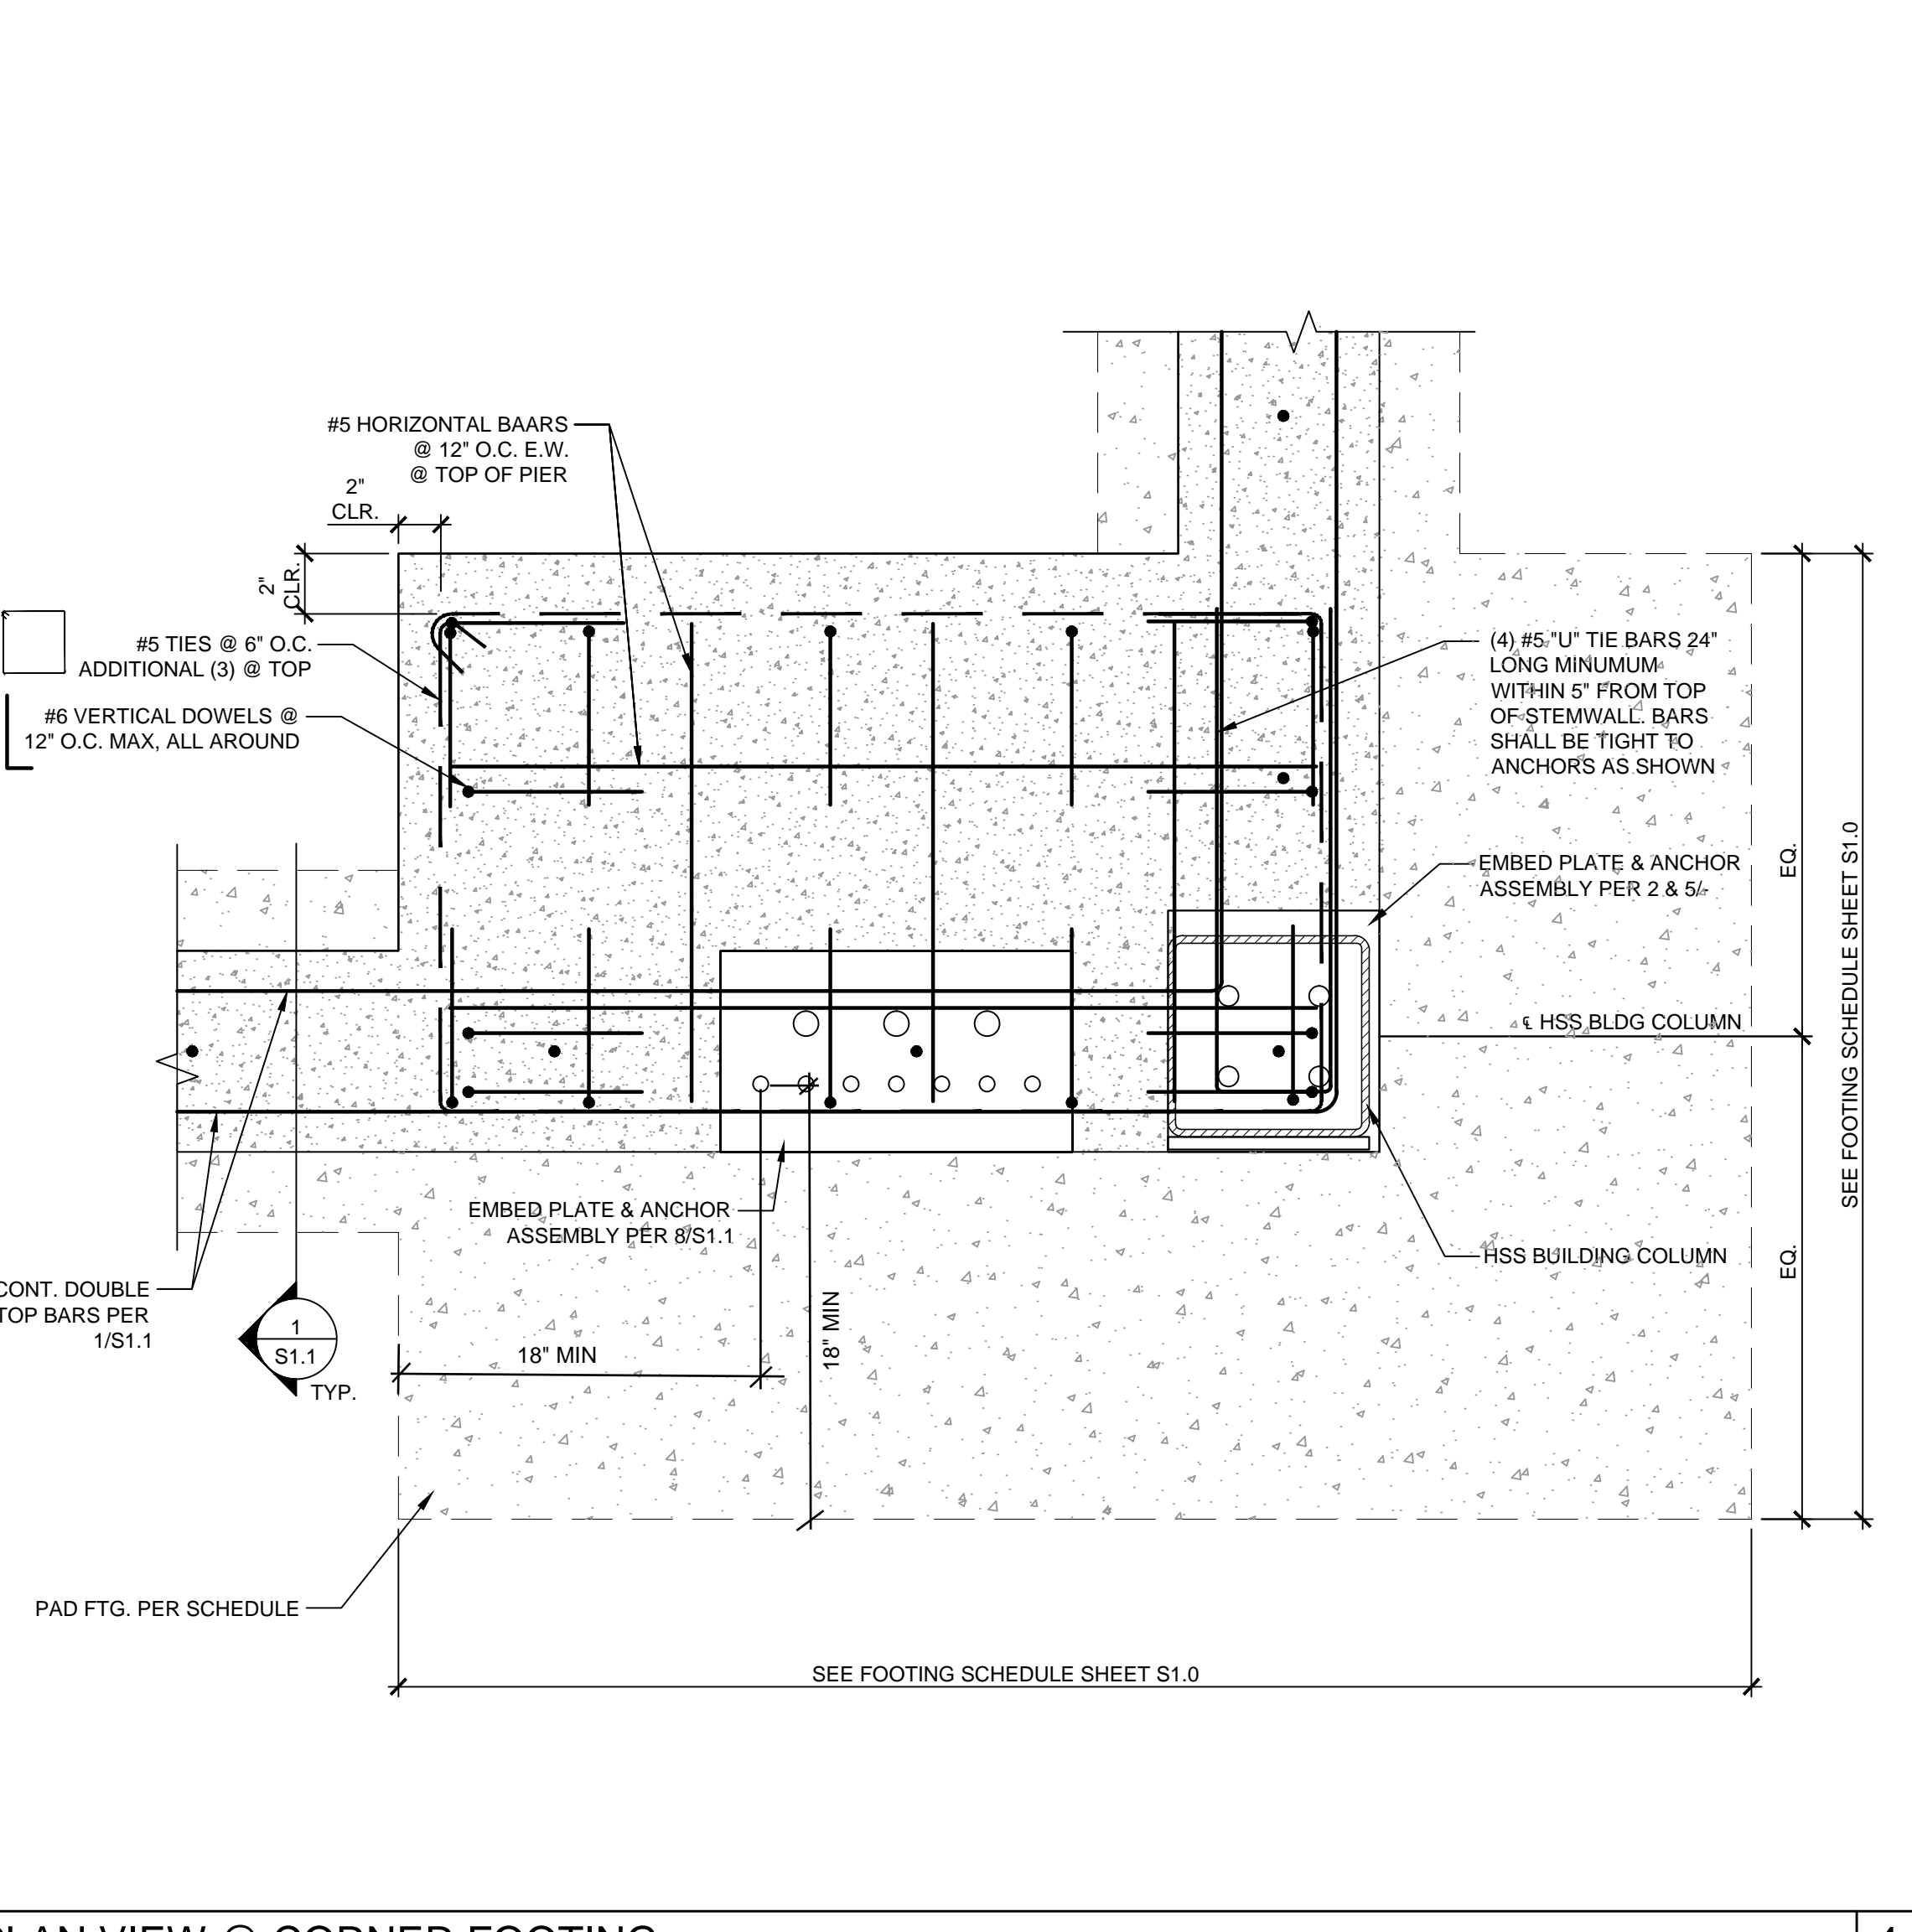 #5 HORIZONTAL BAARS
@ 12" O.C. E.W.
@ TOP OF PIER
2"
CLR.
2"
CLR.
#5 TIES @ 6" O.C.
ADDITIONAL (3) @ TOP
#6 VERTICAL DOWELS @
12" O.C. MAX, ALL AROUND
(4) #5 "U" TIE BARS 24"
LONG MINUMUM
WITHIN 5" FROM TOP
OF STEMWALL. BARS
SHALL BE TIGHT TO
ANCHORS AS SHOWN
EMBED PLATE & ANCHOR
ASSEMBLY PER 2 & 5/-
EQ.
SEE FOOTING SCHEDULE SHEET S1.0
℄ HSS BLDG COLUMN
EMBED PLATE & ANCHOR
ASSEMBLY PER 8/S1.1
HSS BUILDING COLUMN
EQ.
CONT. DOUBLE
TOP BARS PER
1/S1.1
1
S1.1
TYP.
18" MIN
18" MIN
PAD FTG. PER SCHEDULE
SEE FOOTING SCHEDULE SHEET S1.0
PLAN VIEW @ CORNER FOOTING